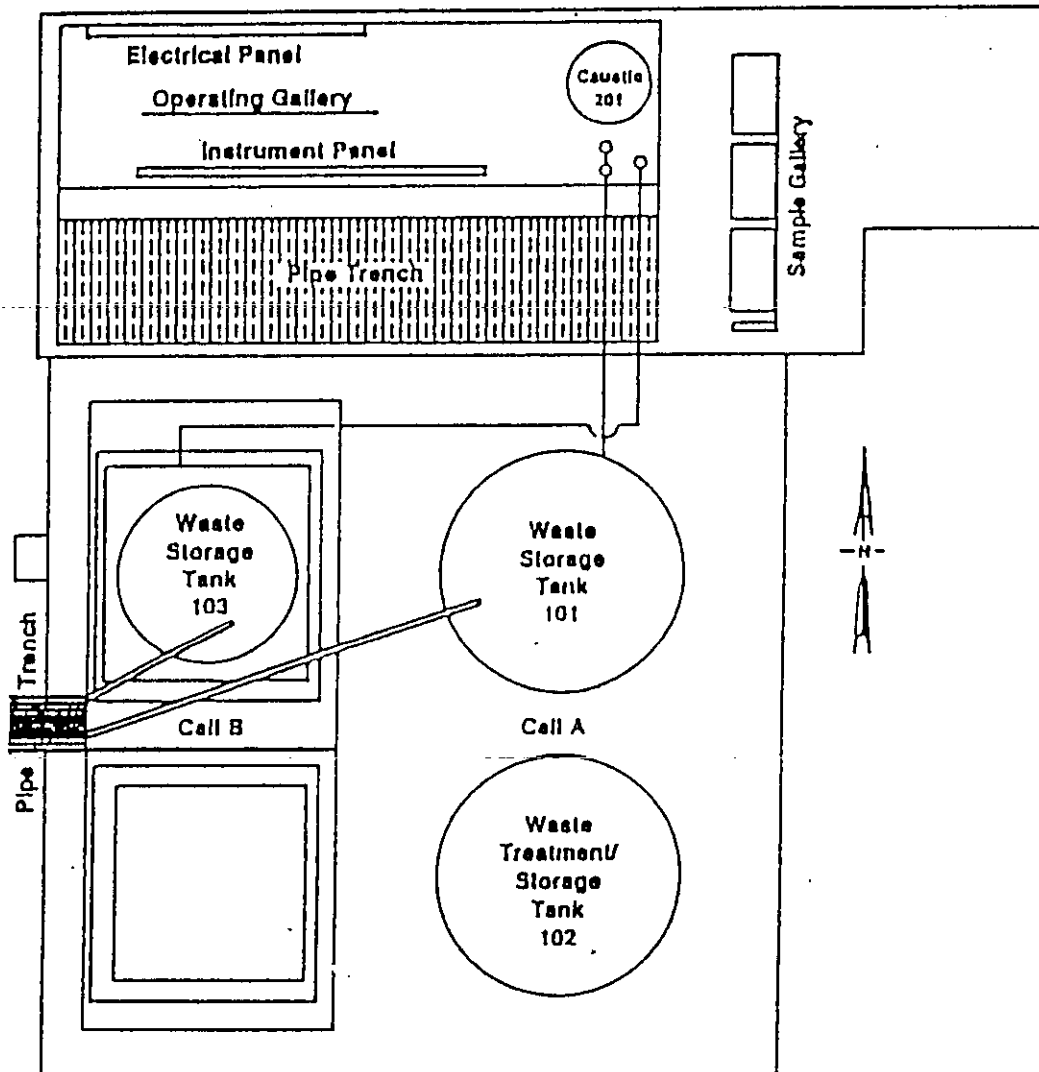 Electrical Panel
Operating Gallery
Instrument Panel
Caustic
201
Sample Gallery
Pipe Trench
Waste
Storage
Tank
103
Waste
Storage
Tank
101
N
Pipe Trench
Cell B
Cell A
Waste
Treatment/
Storage
Tank
102